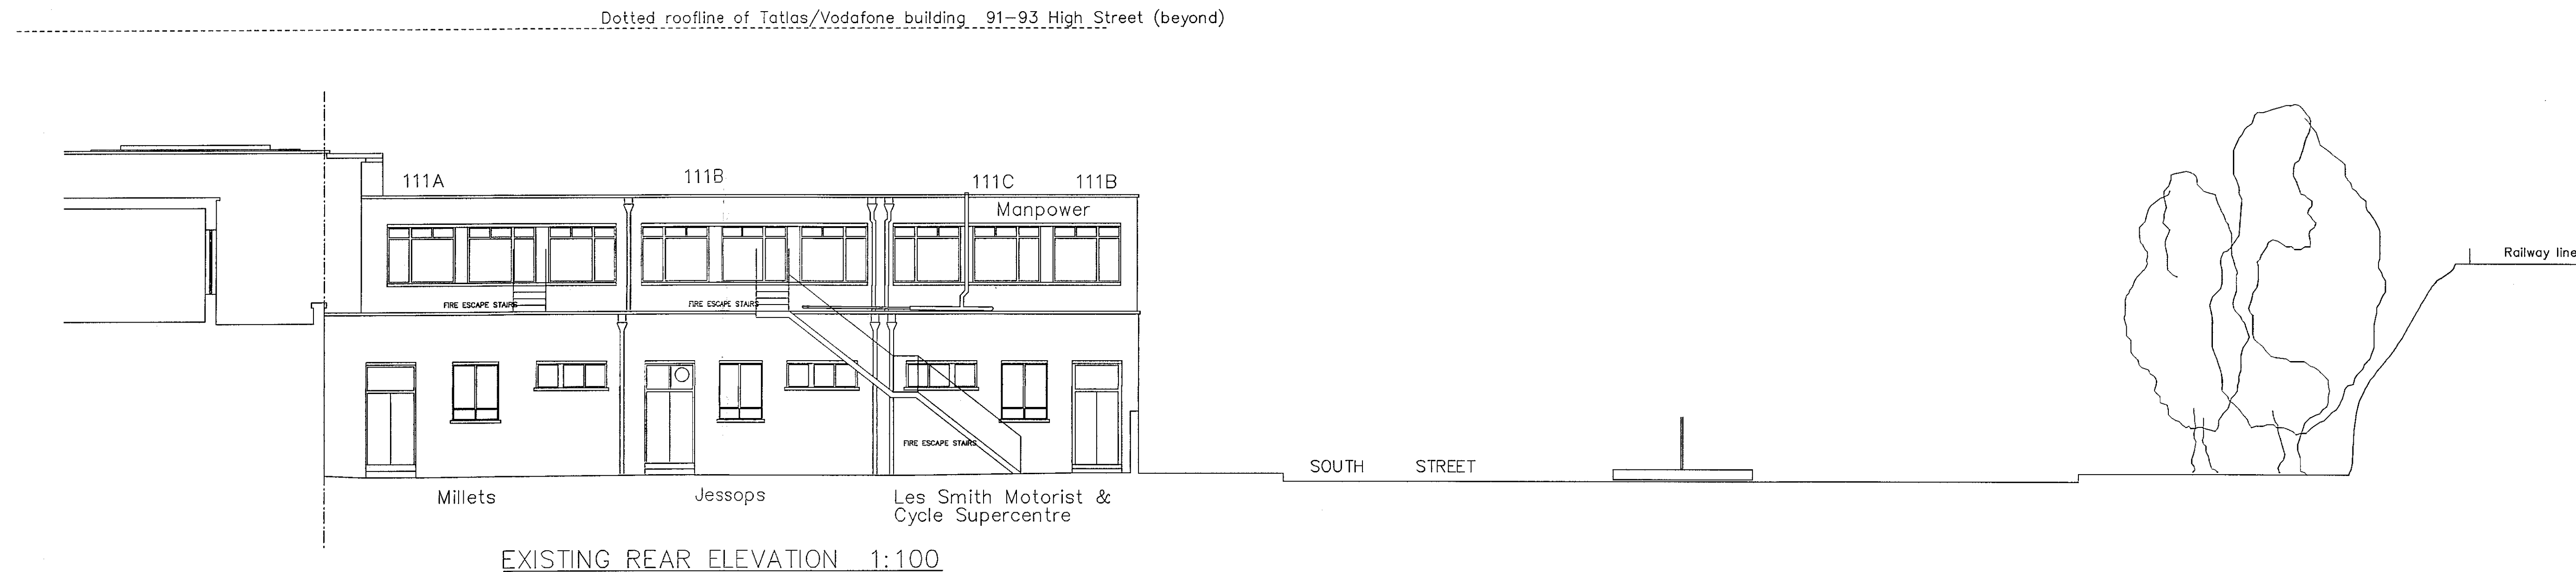 Dotted roofline of Tatlas/Vodafone building 91-93 High Street (beyond)
111A
111B
111C
111B
Manpower
Railway line
FIRE ESCAPE STAIRS
FIRE ESCAPE STAIRS
FIRE ESCAPE STAIRS
SOUTH STREET
Millets
Jessops
Les Smith Motorist &
Cycle Supercentre
EXISTING REAR ELEVATION 1:100